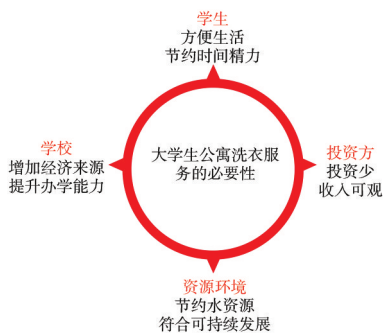 学生
方便生活
节约时间精力
学校
增加经济来源
提升办学能力
大学生公寓洗衣服
务的必要性
投资方
投资少
收入可观
资源环境
节约水资源
符合可持续发展